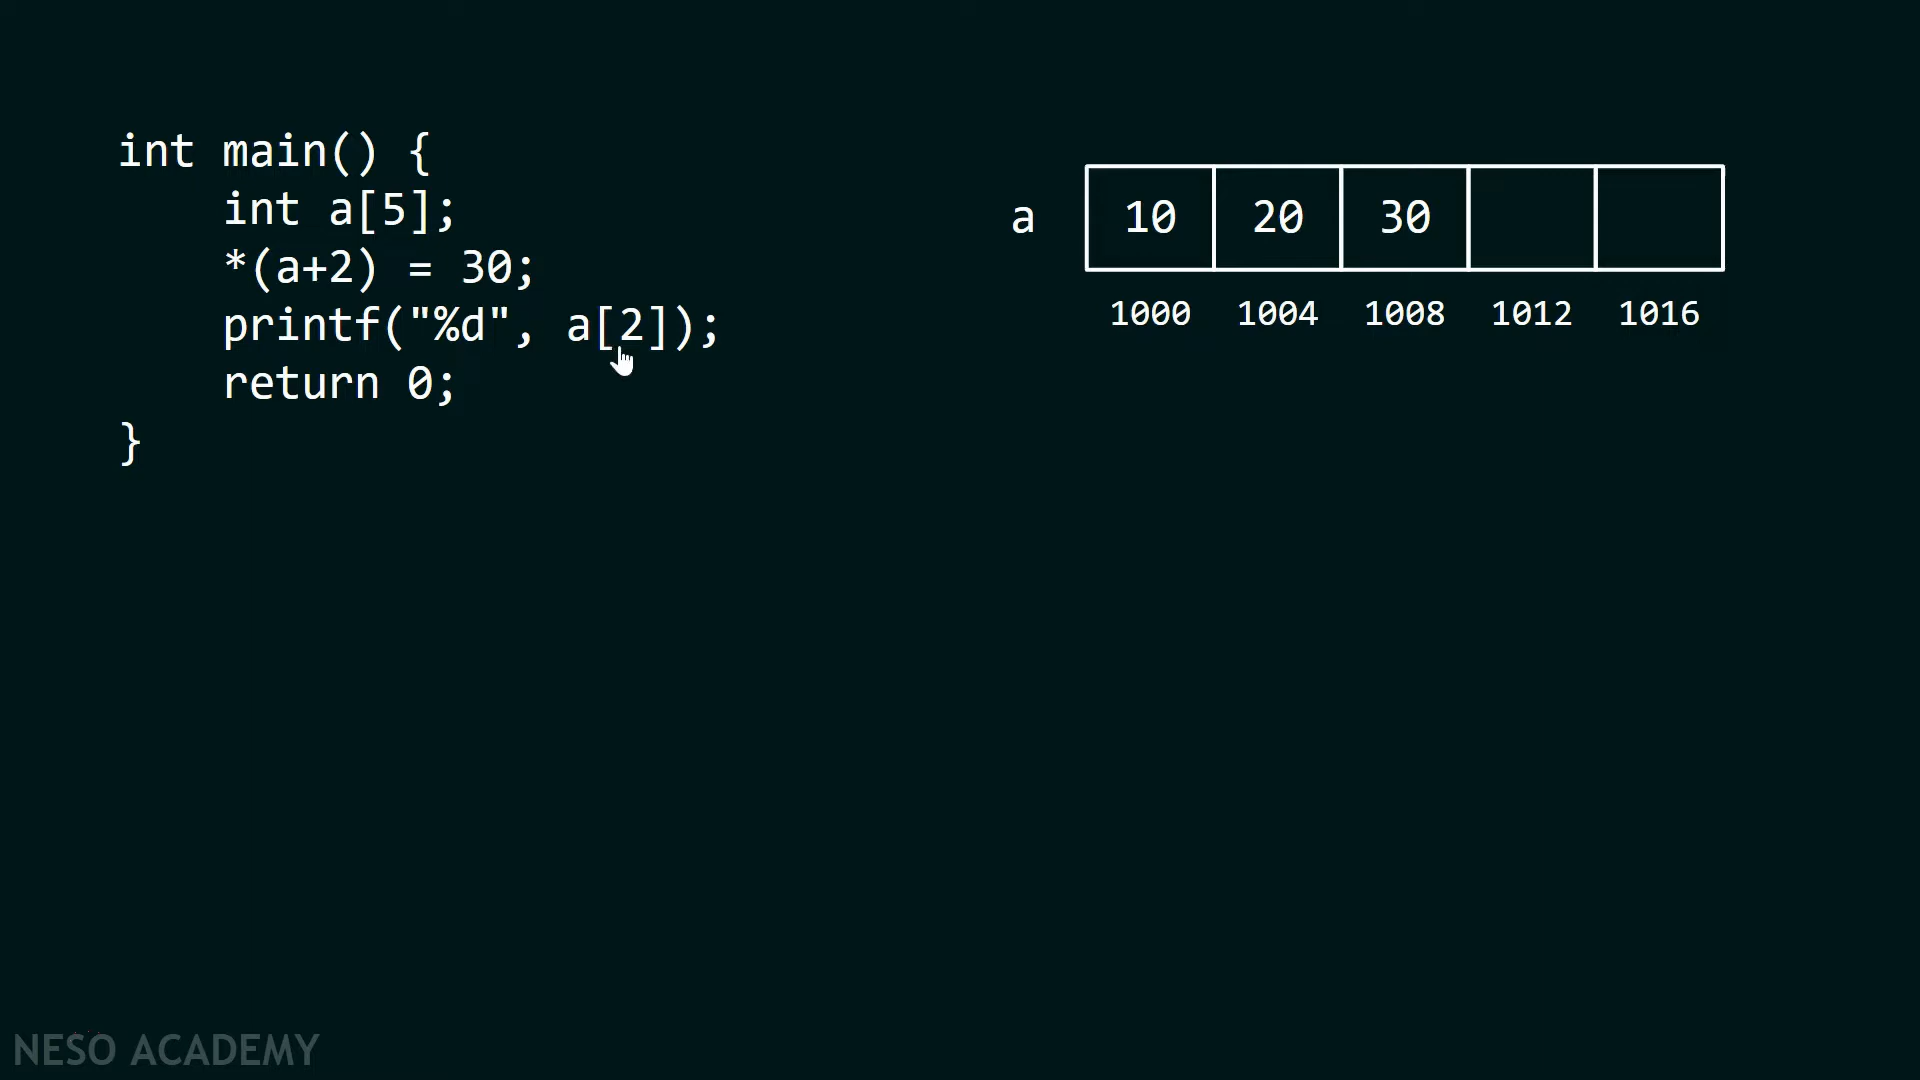 int main() {
    int a[5];
    *(a+2) = 30;
    printf("%d", a[2]);
    return 0;
}
a 10 20 30
1000 1004 1008 1012 1016
NESO ACADEMY